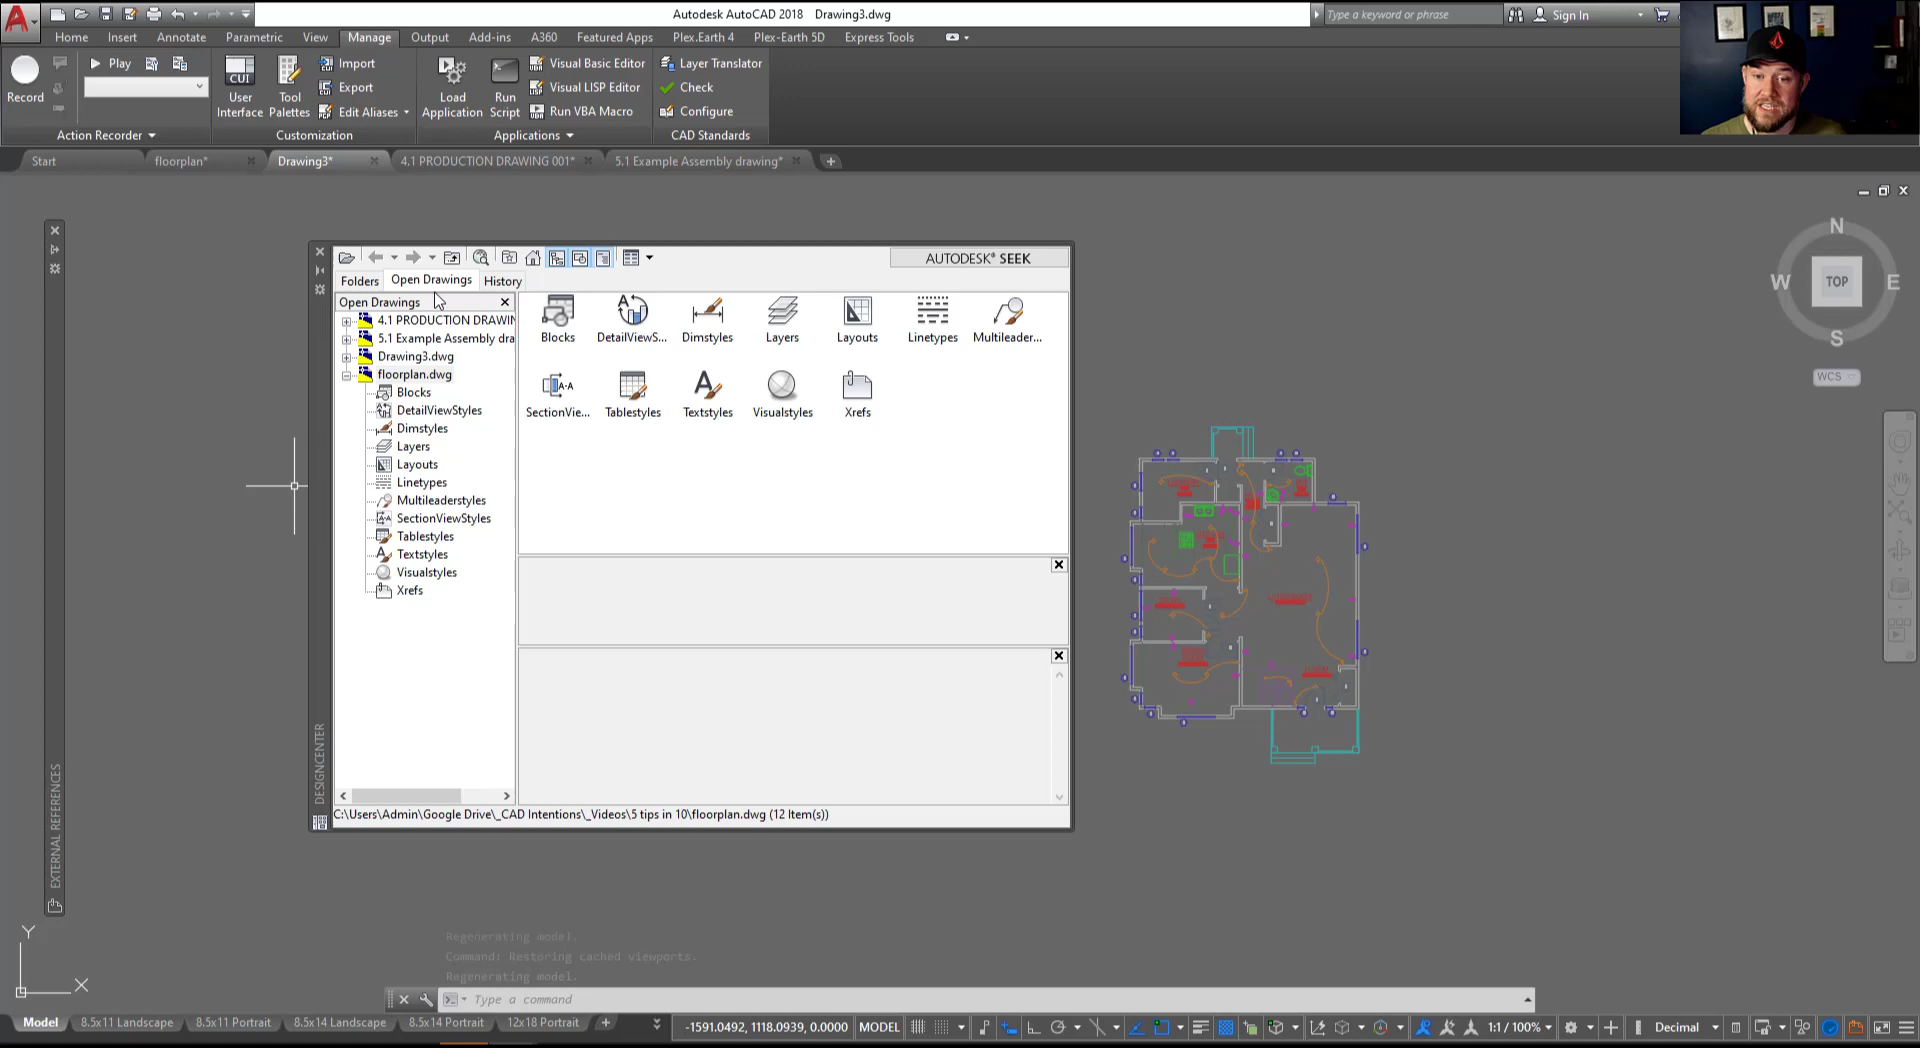 Autodesk AutoCAD 2018 Drawing3.dwg
Type a keyword or phrase
Sign In
Home Insert Annotate Parametric View Manage Output Add-ins A360 Featured Apps Plex.Earth 4 Plex-Earth 5D Express Tools
Record
Play
Action Recorder
CUI
User Interface
Tool Palettes
Import
Export
Edit Aliases
Customization
Load Application
Run Script
Visual Basic Editor
Visual LISP Editor
Run VBA Macro
Applications
Layer Translator
Check
Configure
CAD Standards
Start floorplan* Drawing3* 4.1 PRODUCTION DRAWING 001* 5.1 Example Assembly drawing*
AUTODESK® SEEK
Folders Open Drawings History
Open Drawings
4.1 PRODUCTION DRAWIN
5.1 Example Assembly dra
Drawing3.dwg
floorplan.dwg
Blocks
DetailViewStyles
Dimstyles
Layers
Layouts
Linetypes
Multileaderstyles
SectionViewStyles
Tablestyles
Textstyles
Visualstyles
Xrefs
Blocks DetailViewS... Dimstyles Layers Layouts Linetypes Multileader...
SectionVie... Tablestyles Textstyles Visualstyles Xrefs
C:\Users\Admin\Google Drive\_CAD Intentions\_Videos\5 tips in 10\floorplan.dwg (12 Item(s))
DESIGNCENTER
EXTERNAL REFERENCES
N
W TOP E
S
WCS
Y
X
Regenerating model.
Command: Restoring cached viewports.
Regenerating model.
Type a command
Model 8.5x11 Landscape 8.5x11 Portrait 8.5x14 Landscape 8.5x14 Portrait 12x18 Portrait
-1591.0492, 1118.0939, 0.0000 MODEL 1:1 / 100% Decimal